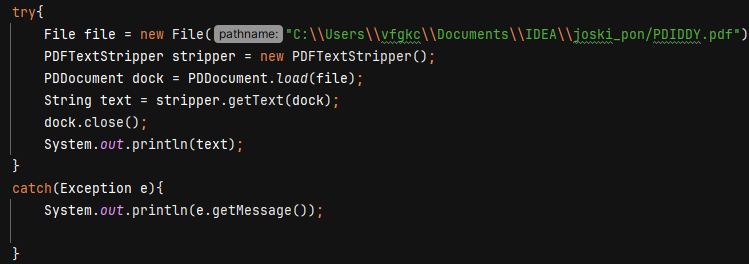 try{
File file = new File( pathname: "C:\\Users\\vfgkc\\Documents\\IDEA\\joski_pon/PDIDDY.pdf")
PDFTextStripper stripper = new PDFTextStripper();
PDDocument dock = PDDocument.load(file);
String text = stripper.getText(dock);
dock.close();
System.out.println(text);
}
catch(Exception e){
System.out.println(e.getMessage());
}